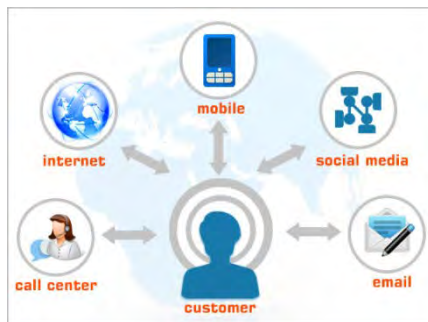 mobile
internet
social media
call center
email
customer